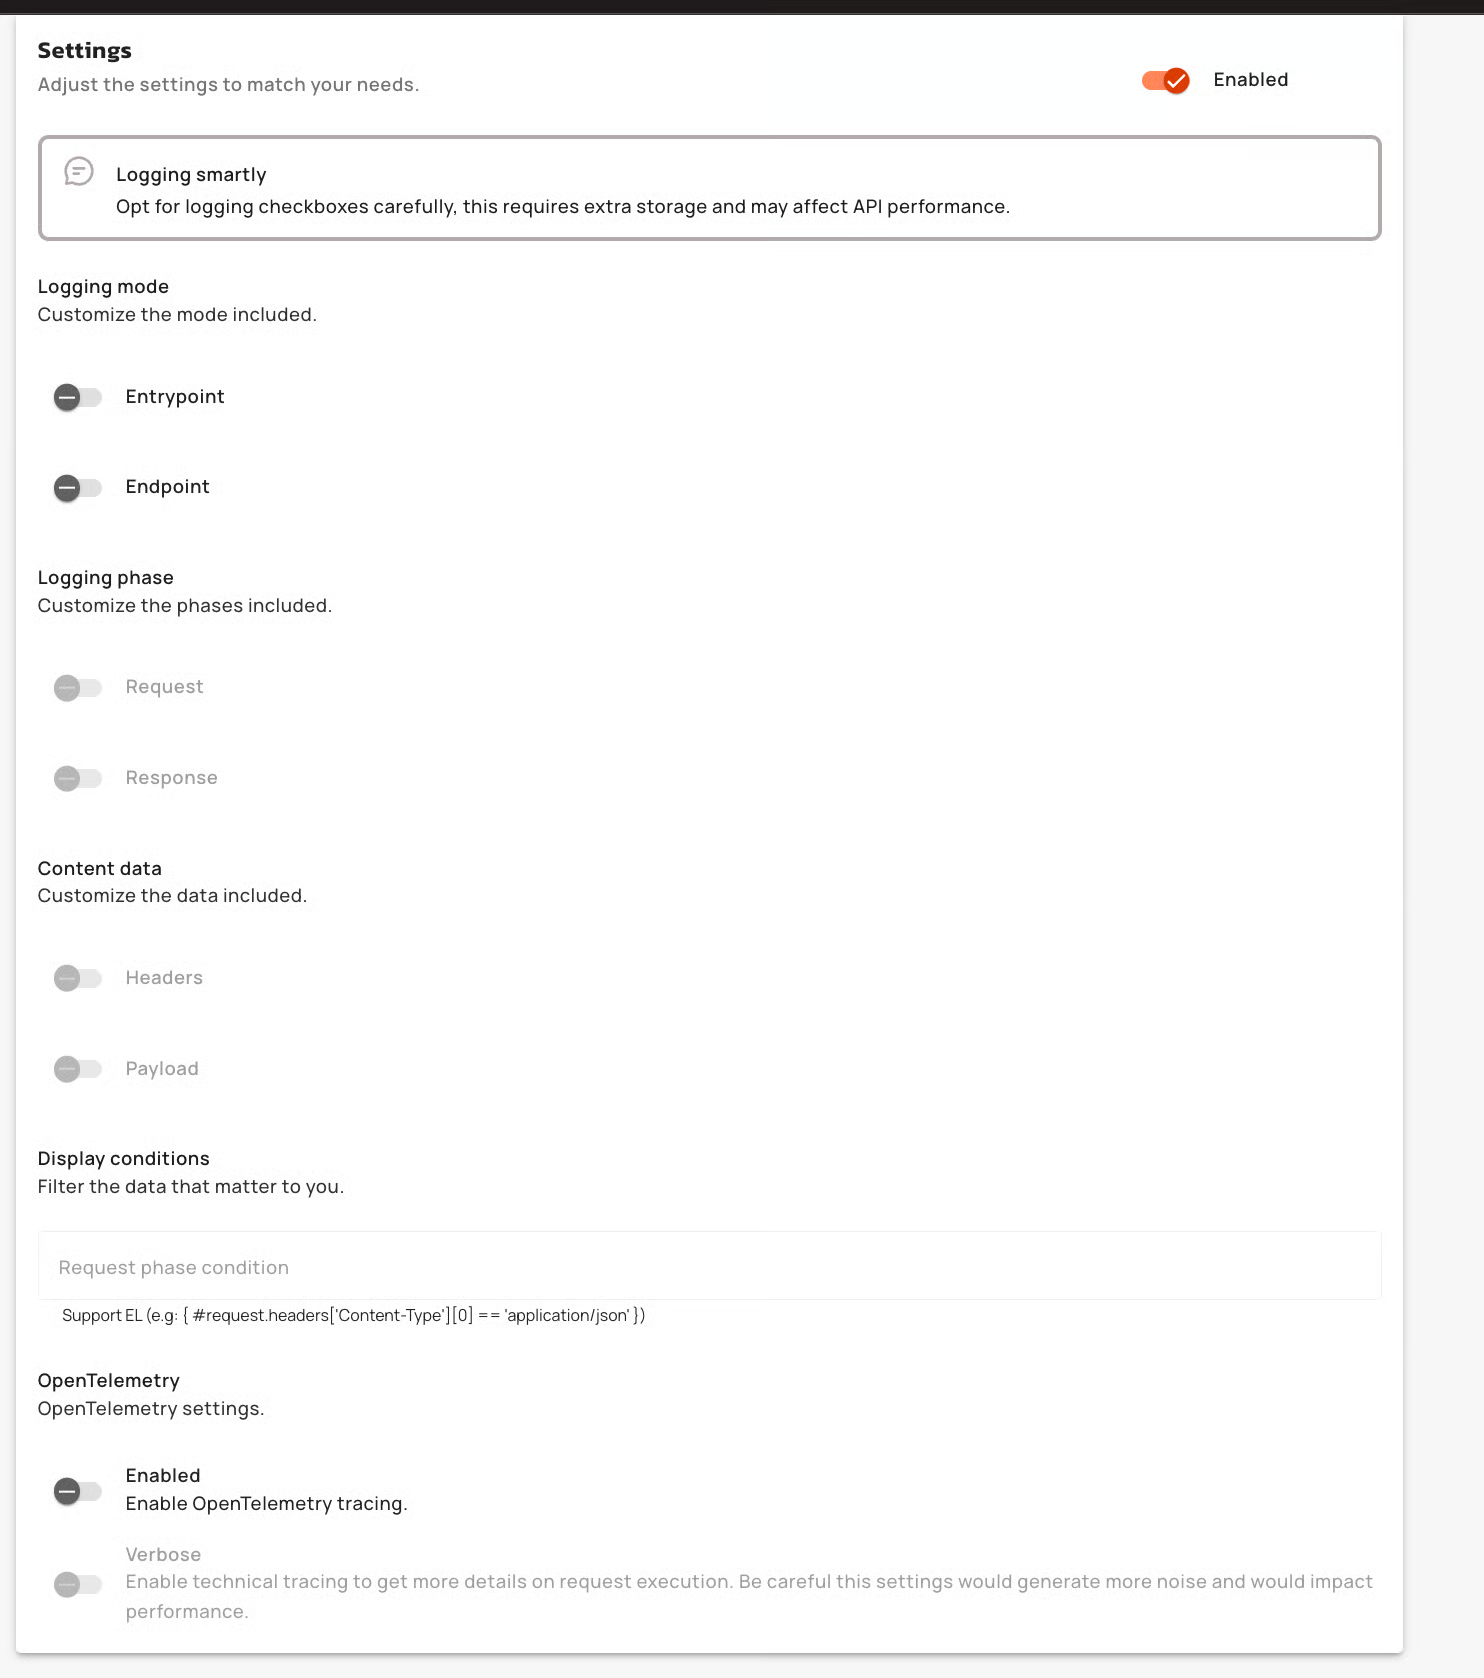 Settings
Adjust the settings to match your needs.
Enabled
Logging smartly
Opt for logging checkboxes carefully, this requires extra storage and may affect API performance.
Logging mode
Customize the mode included.
Entrypoint
Endpoint
Logging phase
Customize the phases included.
Request
Response
Content data
Customize the data included.
Headers
Payload
Display conditions
Filter the data that matter to you.
Request phase condition
Support EL (e.g: { #request.headers['Content-Type'][0] == 'application/json' })
OpenTelemetry
OpenTelemetry settings.
Enabled
Enable OpenTelemetry tracing.
Verbose
Enable technical tracing to get more details on request execution. Be careful this settings would generate more noise and would impact
performance.